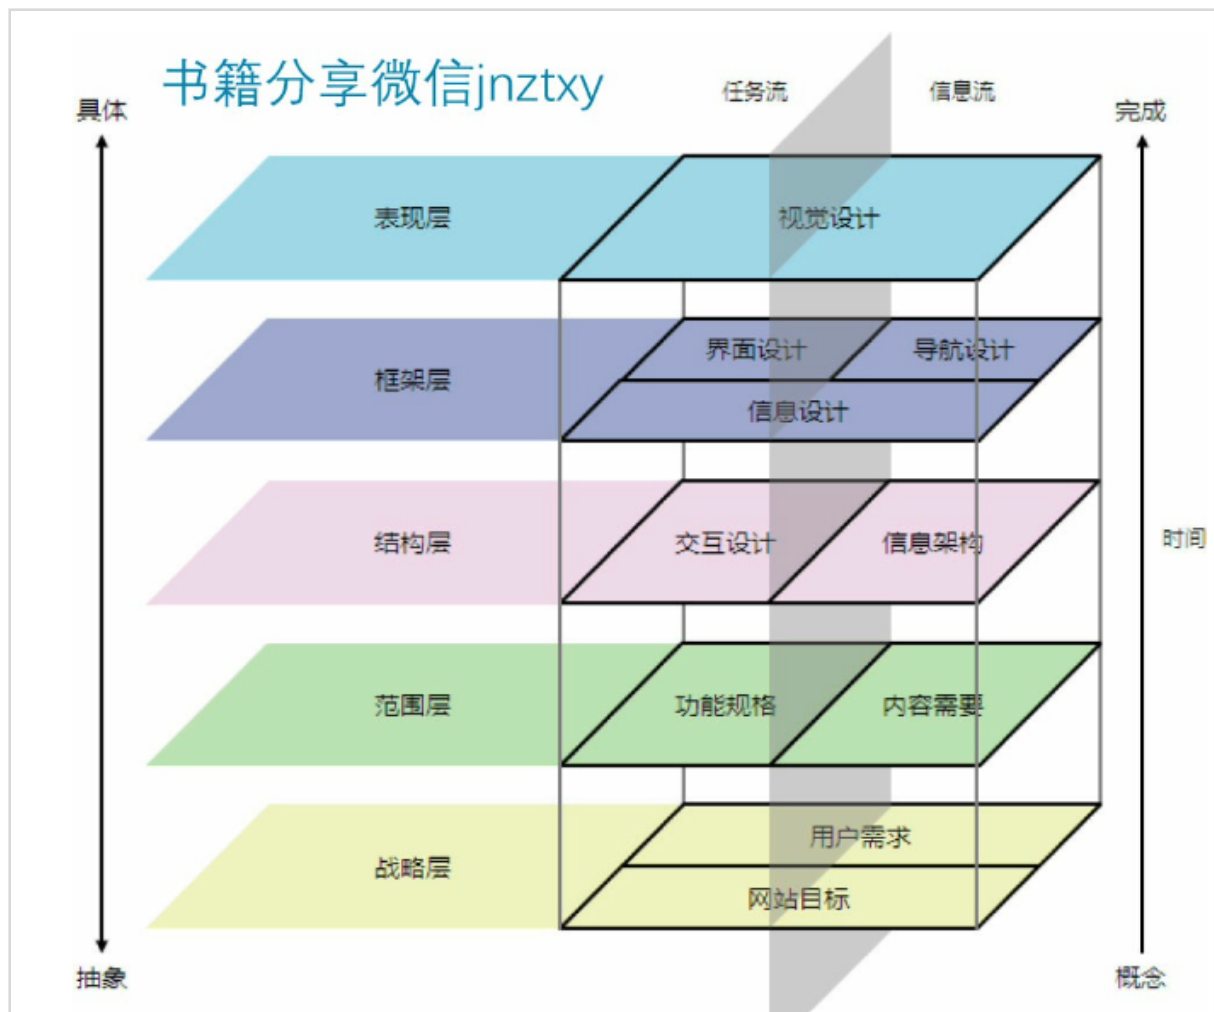 书籍分享微信jnztxy
任务流
信息流
具体
完成
表现层
视觉设计
界面设计
导航设计
框架层
信息设计
结构层
交互设计
信息架构
时间
范围层
功能规格
内容需要
用户需求
战略层
网站目标
抽象
概念